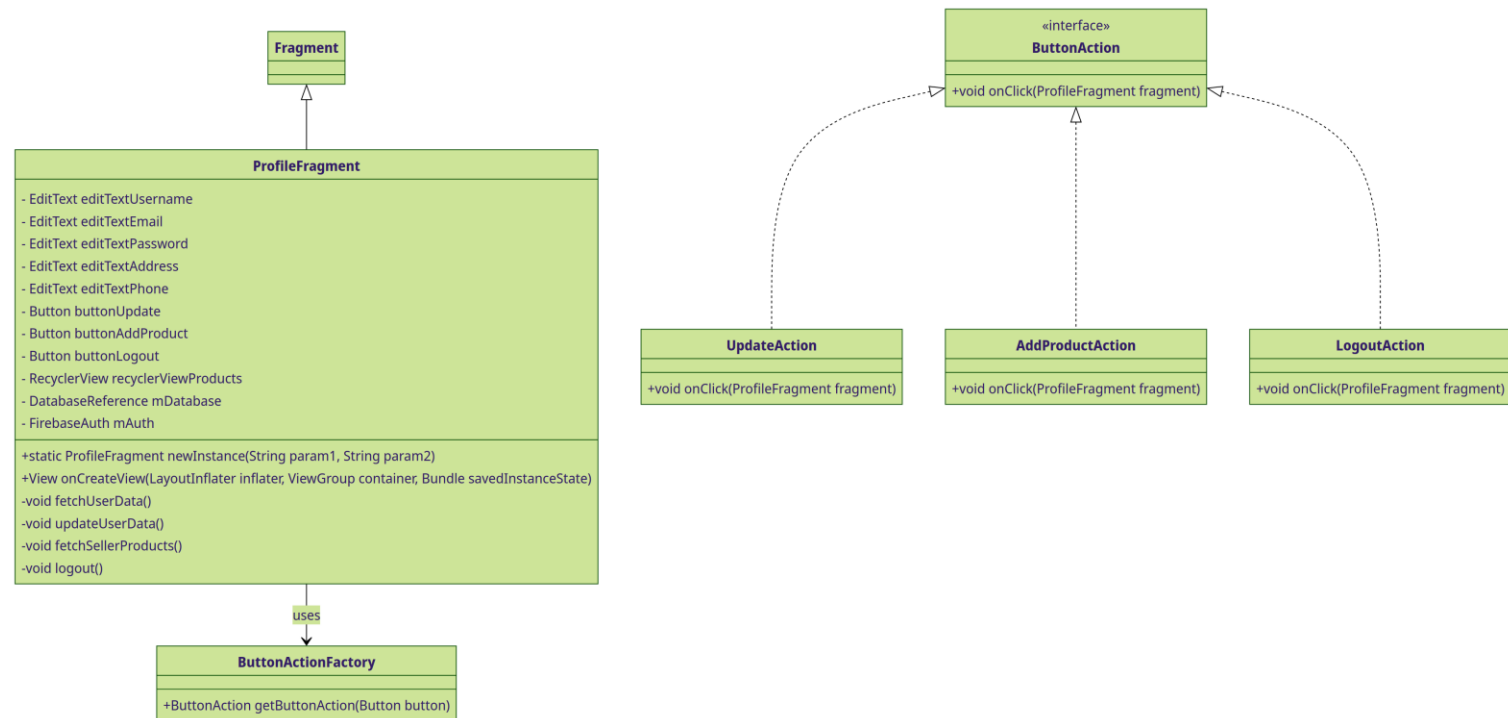 Fragment
ProfileFragment
- EditText editTextUsername
- EditText editTextEmail
- EditText editTextPassword
- EditText editTextAddress
- EditText editTextPhone
- Button buttonUpdate
- Button buttonAddProduct
- Button buttonLogout
- RecyclerView recyclerViewProducts
- DatabaseReference mDatabase
- FirebaseAuth mAuth
+static ProfileFragment newInstance(String param1, String param2)
+View onCreateView(LayoutInflater inflater, ViewGroup container, Bundle savedInstanceState)
-void fetchUserData()
-void updateUserData()
-void fetchSellerProducts()
-void logout()
uses
ButtonActionFactory
+ButtonAction getButtonAction(Button button)
«interface»
ButtonAction
+void onClick(ProfileFragment fragment)
UpdateAction
+void onClick(ProfileFragment fragment)
AddProductAction
+void onClick(ProfileFragment fragment)
LogoutAction
+void onClick(ProfileFragment fragment)